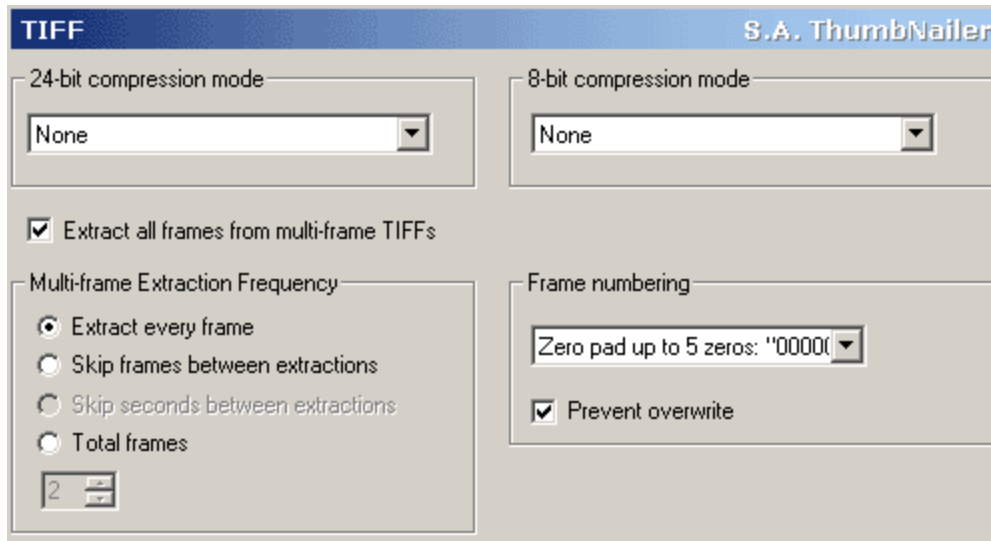 TIFF S.A. ThumbNailer
24-bit compression mode
None
8-bit compression mode
None
Extract all frames from multi-frame TIFFs
Multi-frame Extraction Frequency
Extract every frame
Skip frames between extractions
Skip seconds between extractions
Total frames
2
Frame numbering
Zero pad up to 5 zeros: "0000(
Prevent overwrite